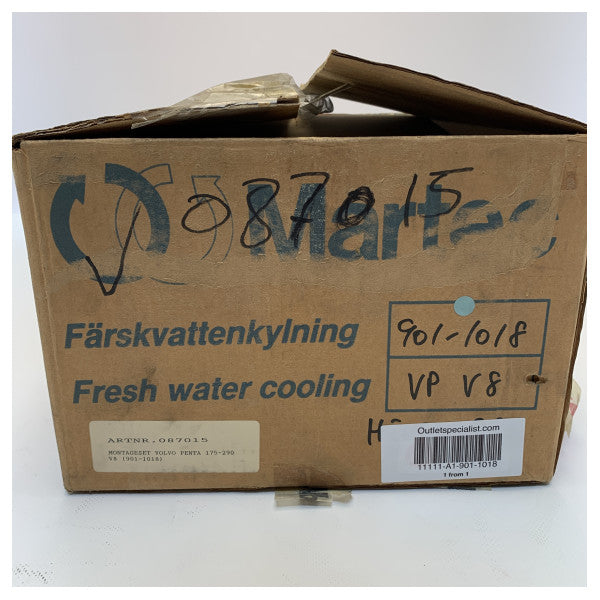 087015
Martec
Färskvattenkylning
Fresh water cooling
901-1018
VP V8
ARTNR.087015
MONTAGESET VOLVO PENTA 175-290
V8 (901-1018)
Outletspecialist.com
11111-A1-901-1018
1 from 1